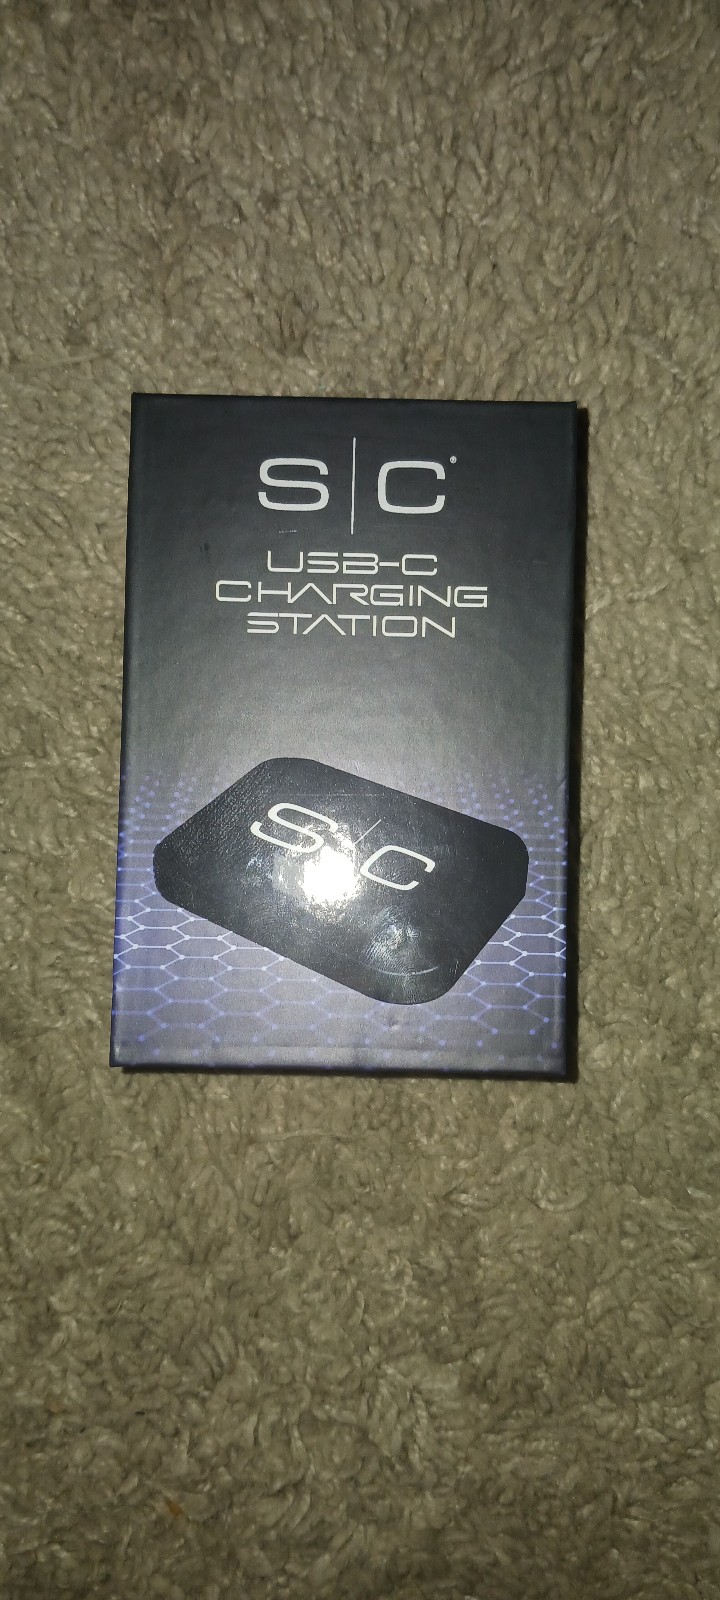 S|C®
USB-C
CHARGING
STATION
S|C